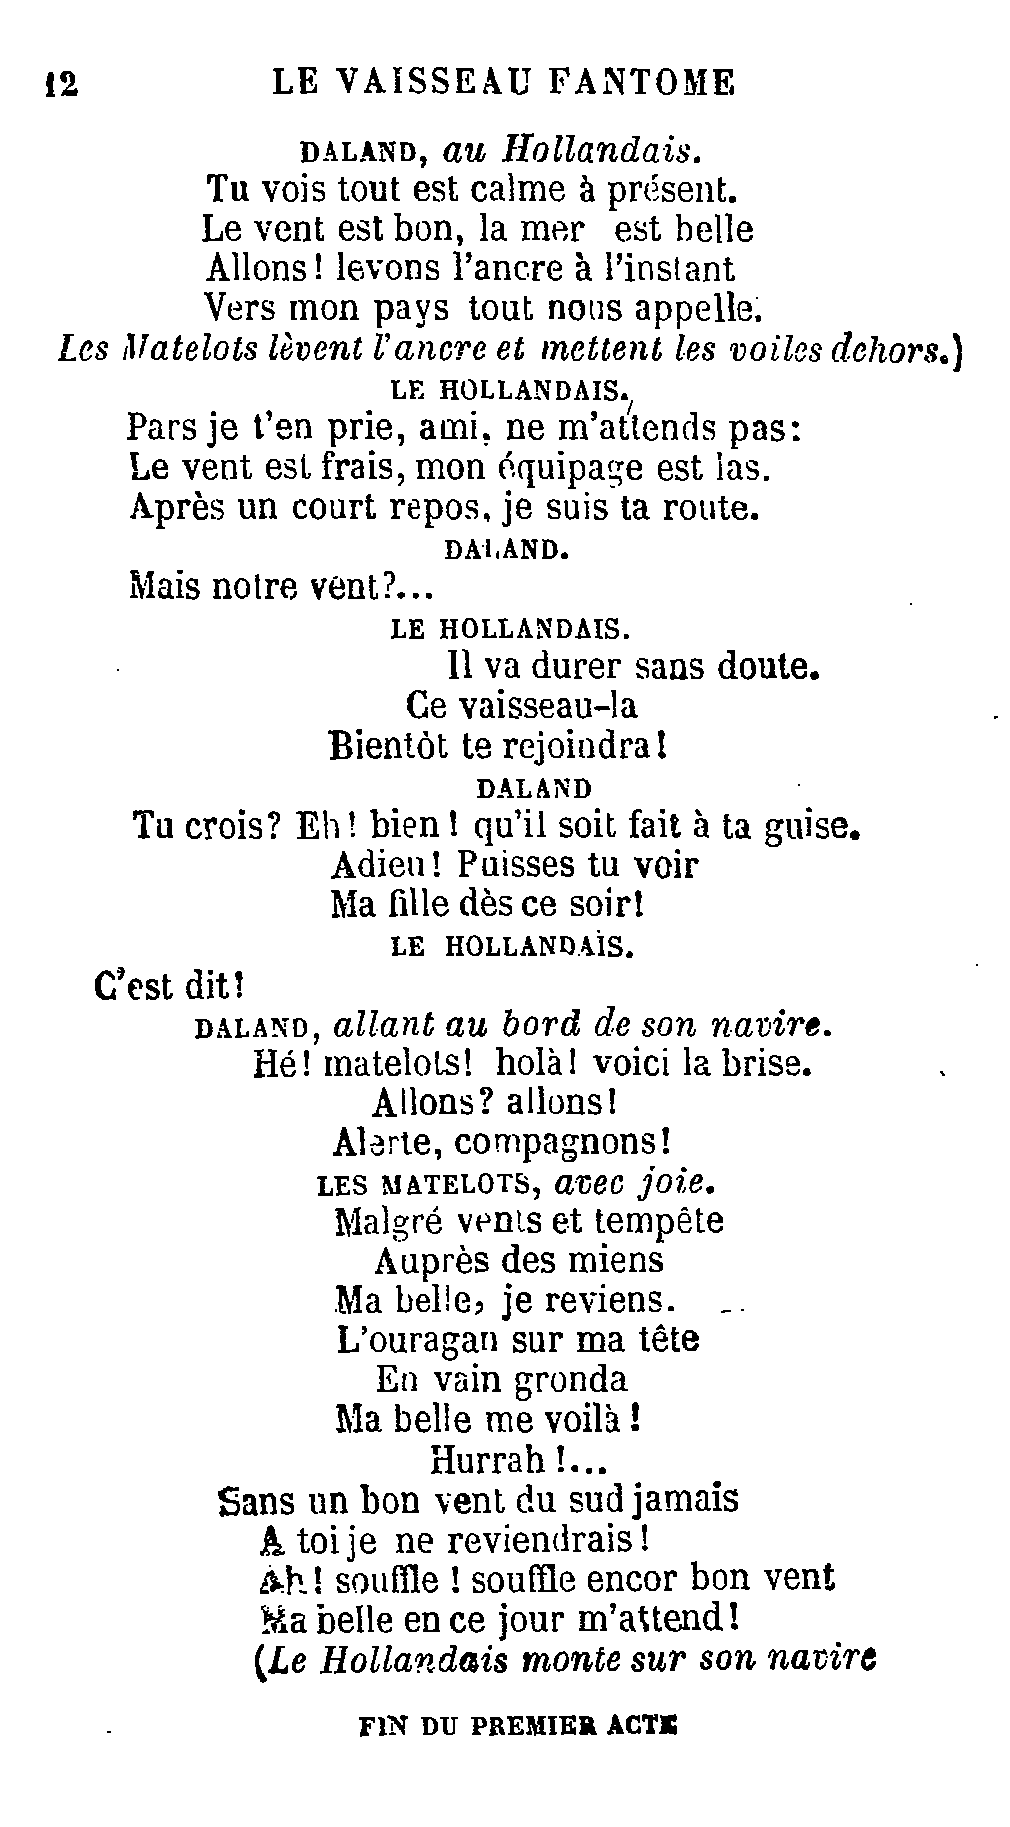 12 LE VAISSEAU FANTOME
DALAND, au Hollandais.
Tu vois tout est calme à présent.
Le vent est bon, la mer est belle
Allons! levons l'ancre à l'instant
Vers mon pays tout nous appelle.
Les Matelots lèvent l'ancre et mettent les voiles dehors.)
LE HOLLANDAIS.
Pars je t'en prie, ami, ne m'attends pas:
Le vent est frais, mon équipage est las.
Après un court repos, je suis ta route.
DALAND.
Mais notre vent?...
LE HOLLANDAIS.
Il va durer sans doute.
Ce vaisseau-la
Bientôt te rejoindra!
DALAND
Tu crois? Eh! bien! qu'il soit fait à ta guise.
Adieu! Puisses tu voir
Ma fille dès ce soir!
LE HOLLANDAIS.
C'est dit!
DALAND, allant au bord de son navire.
Hé! matelots! holà! voici la brise.
Allons? allons!
Alerte, compagnons!
LES MATELOTS, avec joie.
Malgré vents et tempête
Auprès des miens
Ma belle, je reviens.
L'ouragan sur ma tête
En vain gronda
Ma belle me voilà!
Hurrah!...
Sans un bon vent du sud jamais
A toi je ne reviendrais!
Ah! souffle! souffle encor bon vent
Ma belle en ce jour m'attend!
(Le Hollandais monte sur son navire
FIN DU PREMIER ACTE